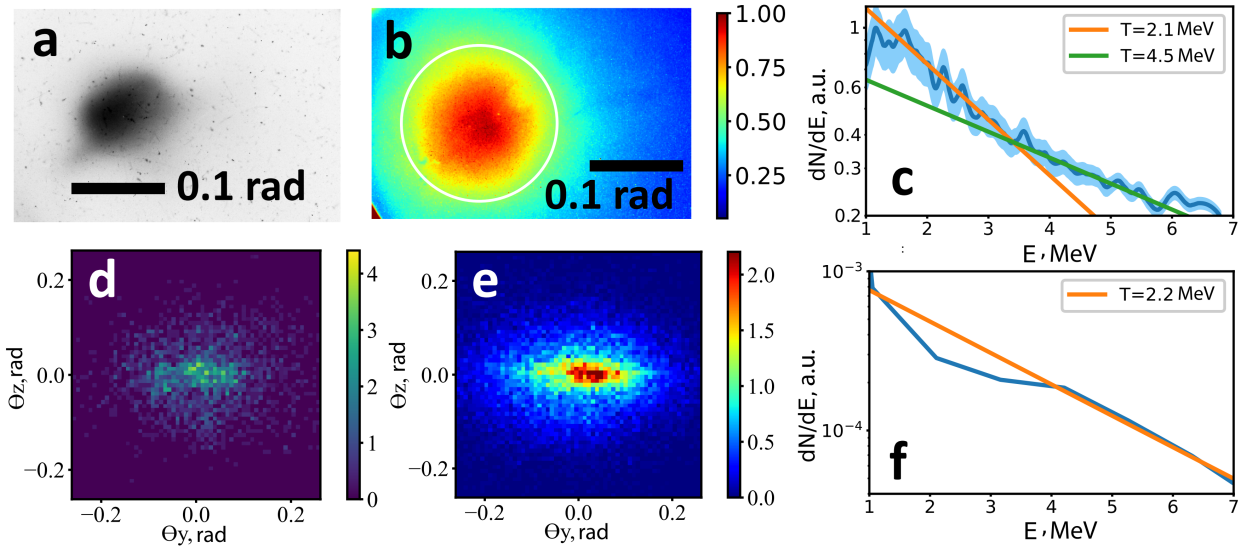 a
0.1 rad
b
0.1 rad
1.00
0.75
0.50
0.25
c
T=2.1 MeV
T=4.5 MeV
dN/dE, a.u.
1
0.6
0.4
0.3
0.2
1 2 3 4 5 6 7
E, MeV
:
d
Θz, rad
0.2
0.0
−0.2
−0.2 0.0 0.2
Θy, rad
4
3
2
1
0
e
Θz, rad
0.2
0.0
−0.2
−0.2 0.0 0.2
Θy, rad
2.0
1.5
1.0
0.5
0.0
f
T=2.2 MeV
dN/dE, a.u.
10⁻³
10⁻⁴
1 2 3 4 5 6 7
E, MeV